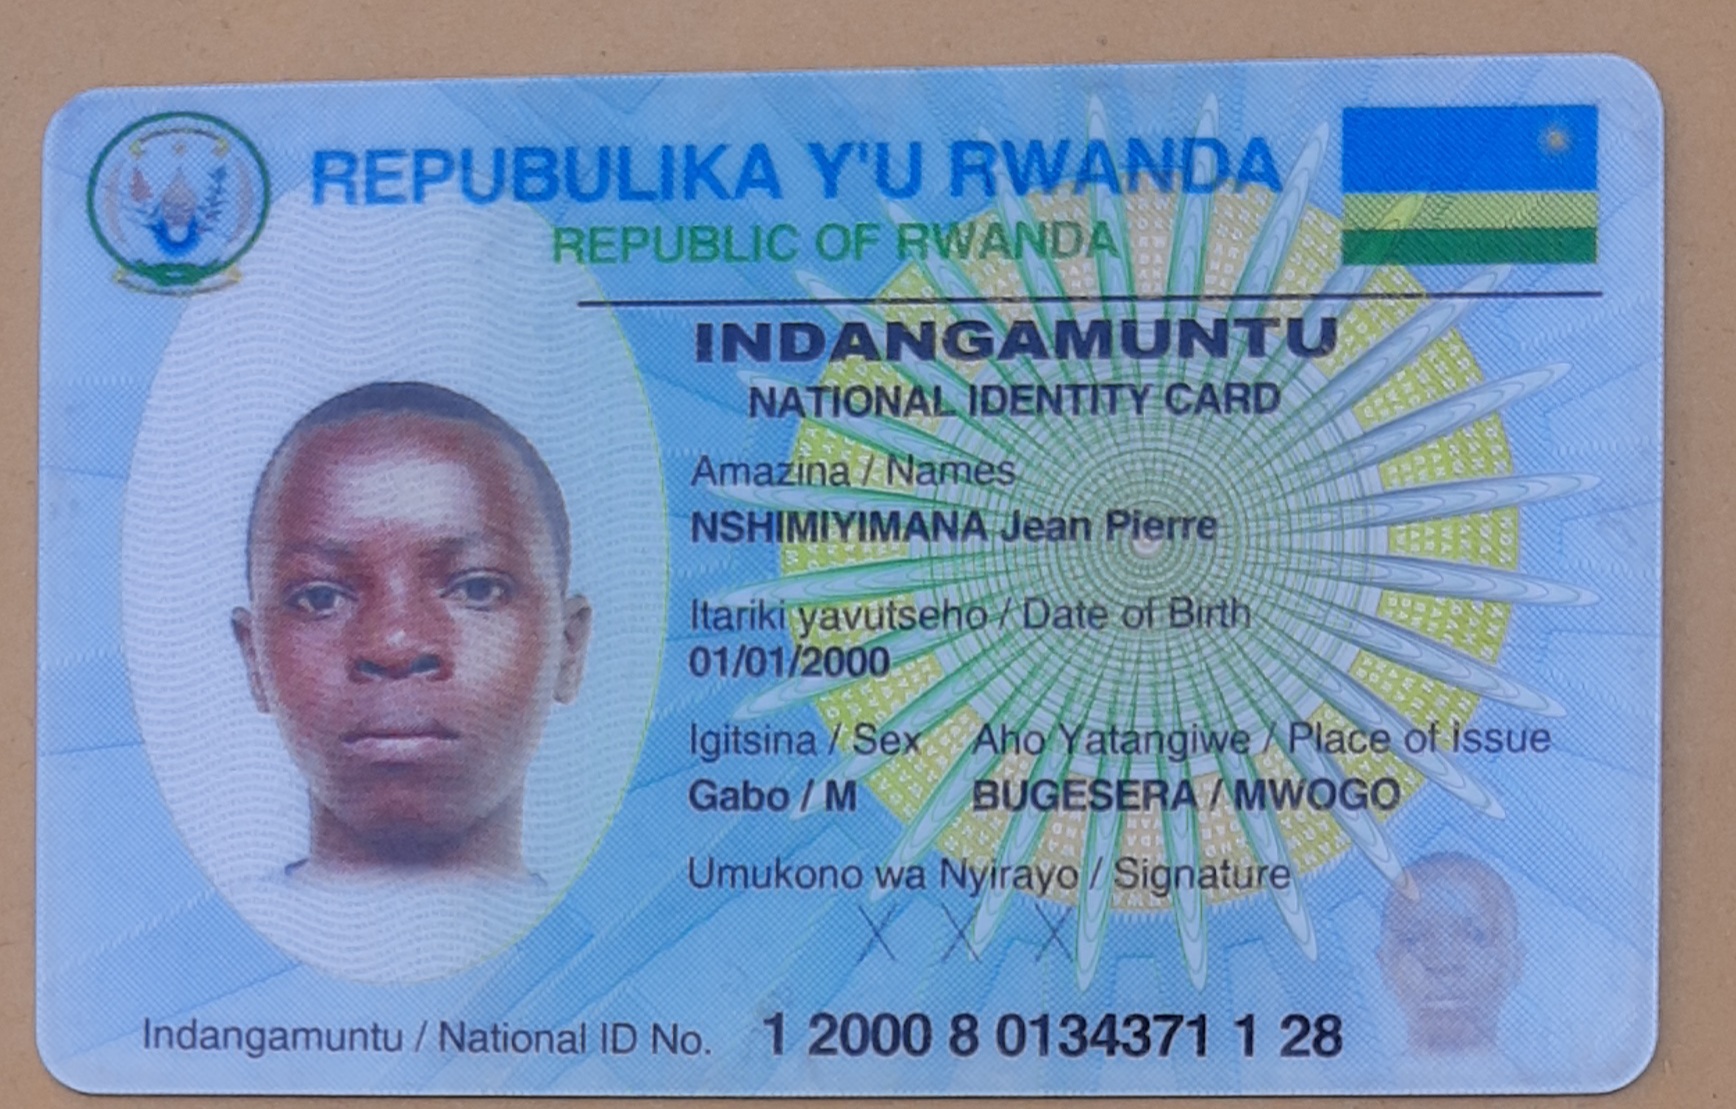 REPUBULIKA Y'U RWANDA
REPUBLIC OF RWANDA
INDANGAMUNTU
NATIONAL IDENTITY CARD
Amazina / Names
NSHIMIYIMANA Jean Pierre
Itariki yavutseho / Date of Birth
01/01/2000
Igitsina / Sex Aho Yatangiwe / Place of Issue
Gabo / M BUGESERA / MWOGO
Umukono wa Nyirayo / Signature
X X X
Indangamuntu / National ID No. 1 2000 8 0134371 1 28